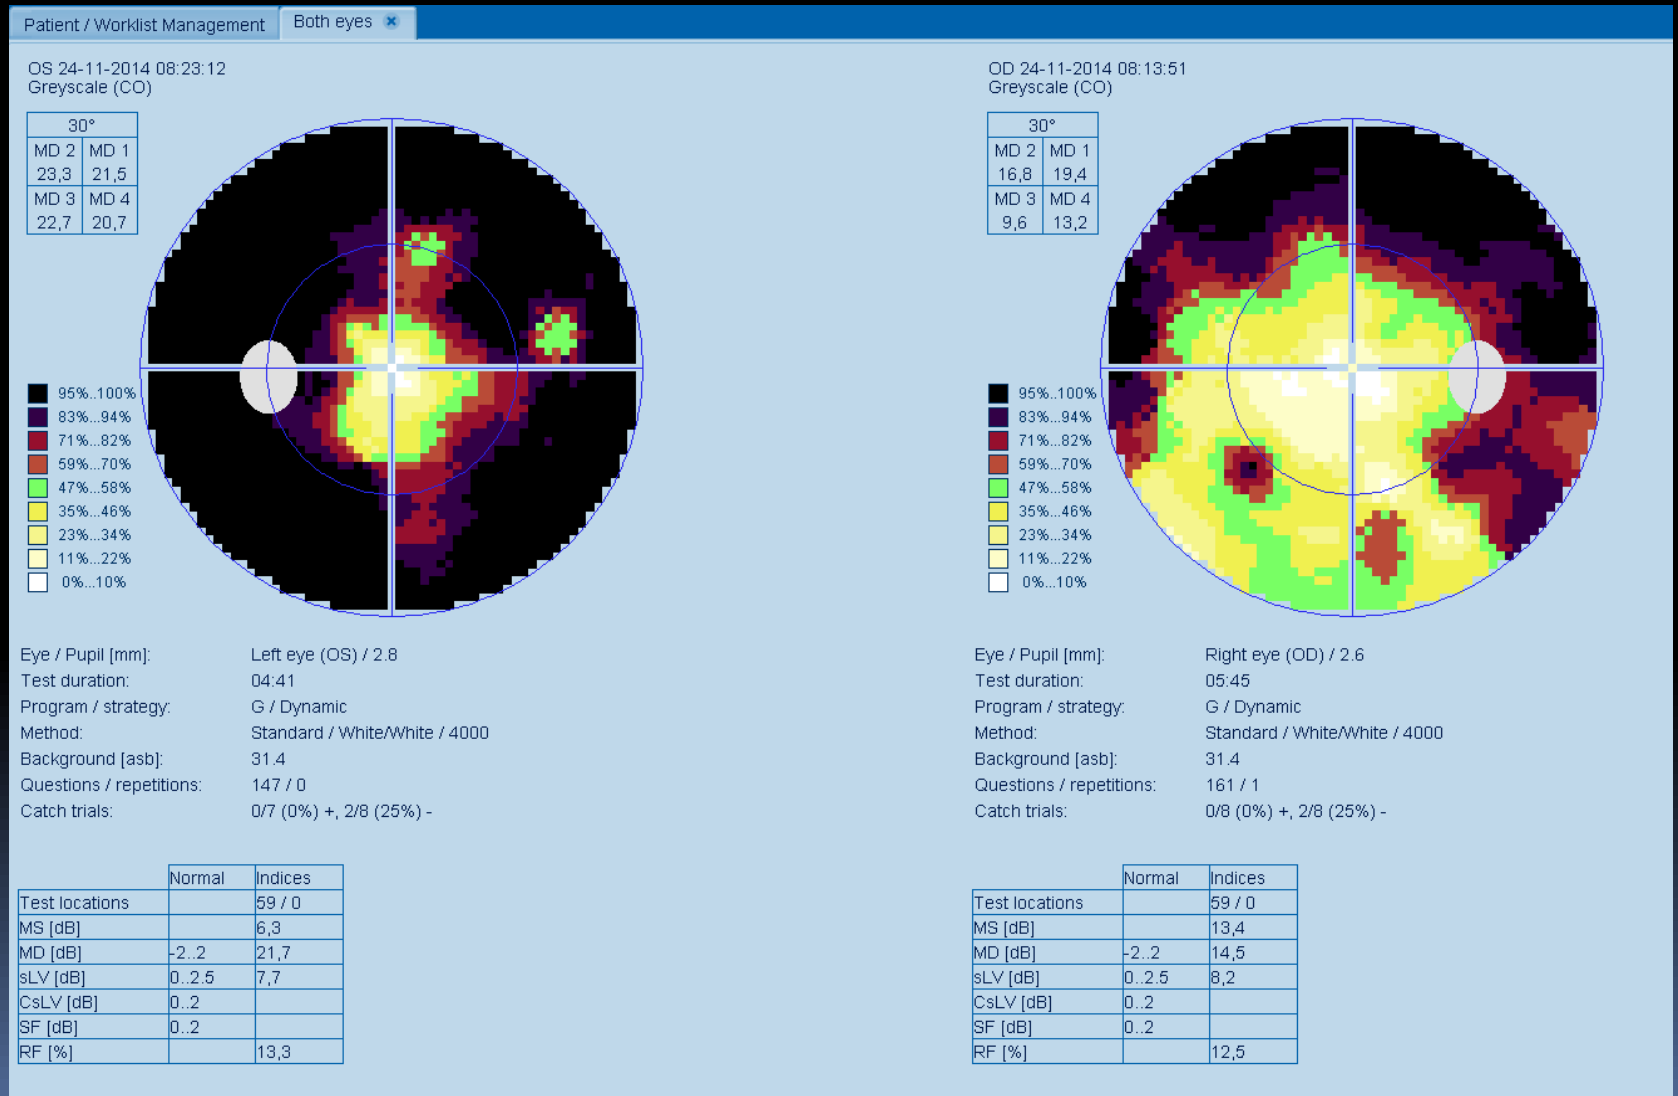 Patient / Worklist Management
Both eyes
OS 24-11-2014 08:23:12
Greyscale (CO)
30°
MD 2 MD 1
23,3 21,5
MD 3 MD 4
22,7 20,7
95%..100%
83%...94%
71%...82%
59%...70%
47%...58%
35%...46%
23%...34%
11%...22%
0%...10%
Eye / Pupil [mm]: Left eye (OS) / 2.8
Test duration: 04:41
Program / strategy: G / Dynamic
Method: Standard / White/White / 4000
Background [asb]: 31.4
Questions / repetitions: 147 / 0
Catch trials: 0/7 (0%) +, 2/8 (25%) -
Normal Indices
Test locations 59 / 0
MS [dB] 6,3
MD [dB] -2..2 21,7
sLV [dB] 0..2.5 7,7
CsLV [dB] 0..2
SF [dB] 0..2
RF [%] 13,3
OD 24-11-2014 08:13:51
Greyscale (CO)
30°
MD 2 MD 1
16,8 19,4
MD 3 MD 4
9,6 13,2
95%..100%
83%...94%
71%...82%
59%...70%
47%...58%
35%...46%
23%...34%
11%...22%
0%...10%
Eye / Pupil [mm]: Right eye (OD) / 2.6
Test duration: 05:45
Program / strategy: G / Dynamic
Method: Standard / White/White / 4000
Background [asb]: 31.4
Questions / repetitions: 161 / 1
Catch trials: 0/8 (0%) +, 2/8 (25%) -
Normal Indices
Test locations 59 / 0
MS [dB] 13,4
MD [dB] -2..2 14,5
sLV [dB] 0..2.5 8,2
CsLV [dB] 0..2
SF [dB] 0..2
RF [%] 12,5